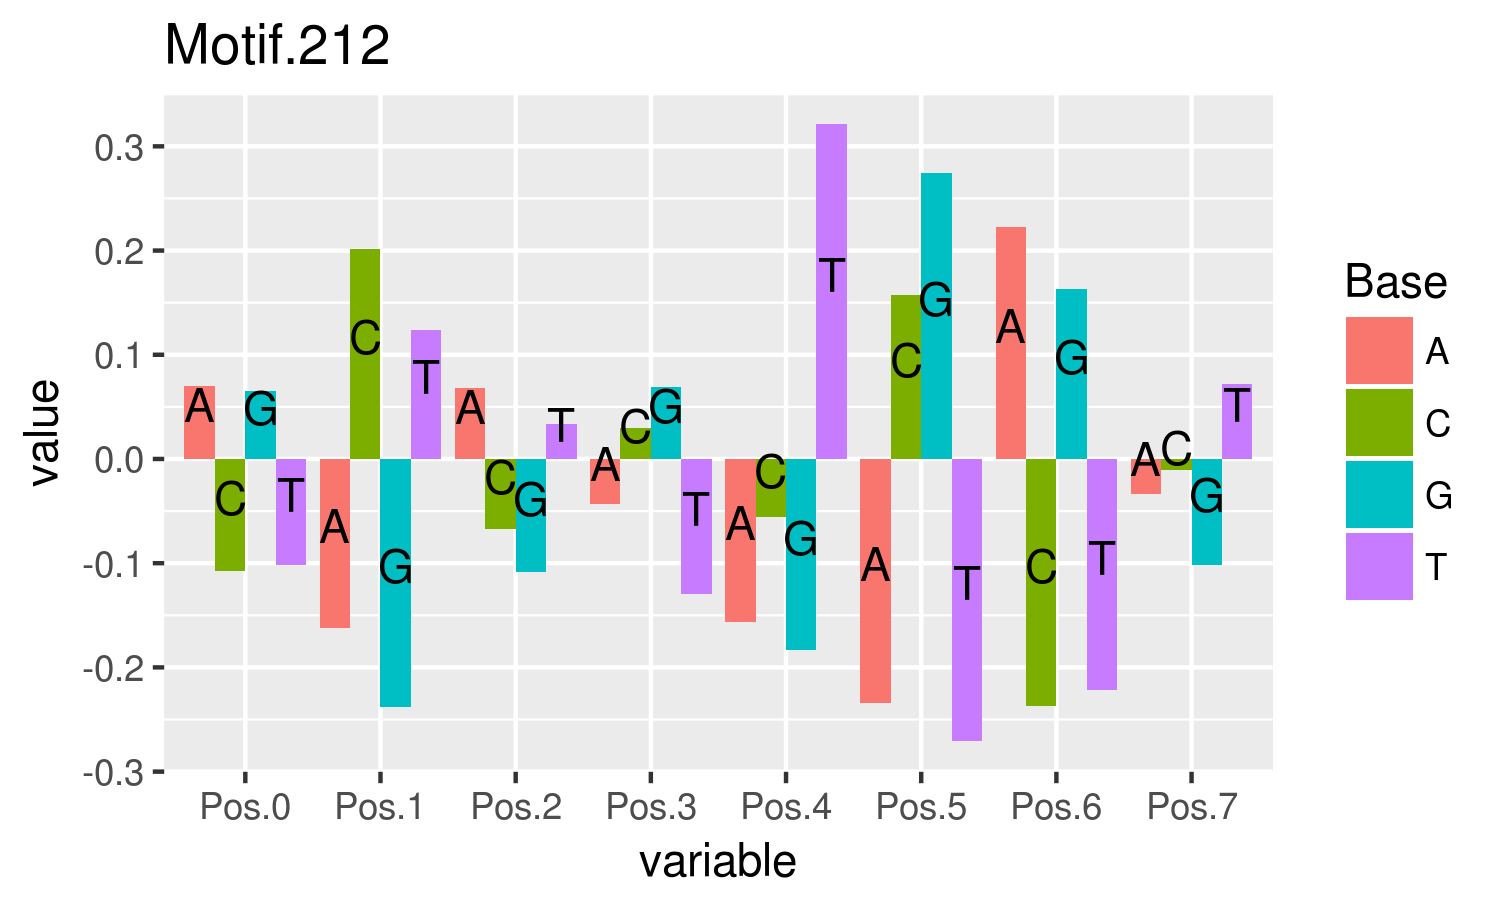 Motif.212
value
0.3
0.2
0.1
0.0
-0.1
-0.2
-0.3
A C G T
A C G T
A C G T
A C G T
A C G T
A C G T
A C G T
A C G T
Pos.0 Pos.1 Pos.2 Pos.3 Pos.4 Pos.5 Pos.6 Pos.7
variable
Base
A
C
G
T